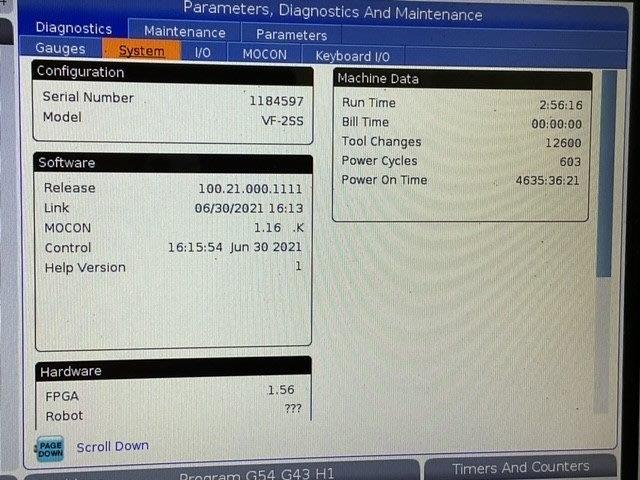 Parameters, Diagnostics And Maintenance
Diagnostics Maintenance Parameters
Gauges System I/O MOCON Keyboard I/O
Configuration
Serial Number 1184597
Model VF-2SS
Software
Release 100.21.000.1111
Link 06/30/2021 16:13
MOCON 1.16 .K
Control 16:15:54 Jun 30 2021
Help Version 1
Hardware
FPGA 1.56
Robot ???
Machine Data
Run Time 2:56:16
Bill Time 00:00:00
Tool Changes 12600
Power Cycles 603
Power On Time 4635:36:21
PAGE DOWN Scroll Down
Program G54 G43 H1
Timers And Counters